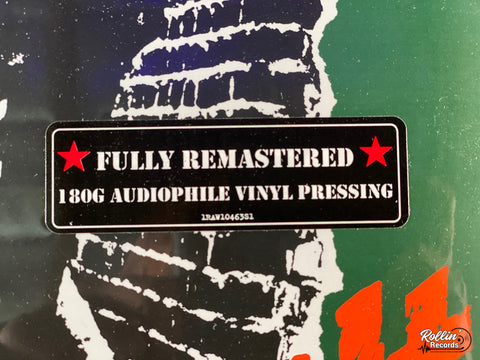 FULLY REMASTERED
180G AUDIOPHILE VINYL PRESSING
1RAW1046381
Rollin'
Records